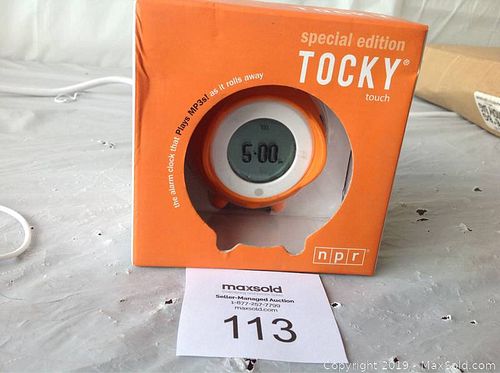 special edition
TOCKY®
touch
the alarm clock that Plays MP3s! as it rolls away
5:00
npr
maxsold
Seller-Managed Auction
1-877-257-7799
maxsold.com
113
Copyright 2019 - MaxSold.com